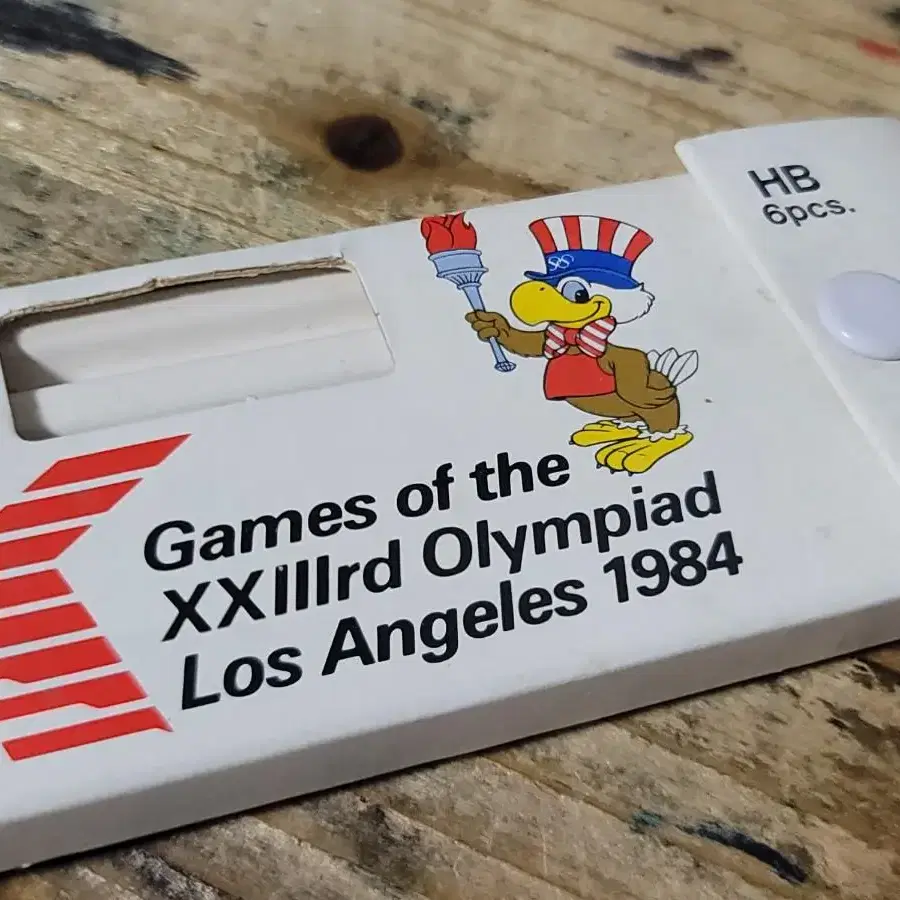 HB
6pcs.
Games of the
XXIIIrd Olympiad
Los Angeles 1984